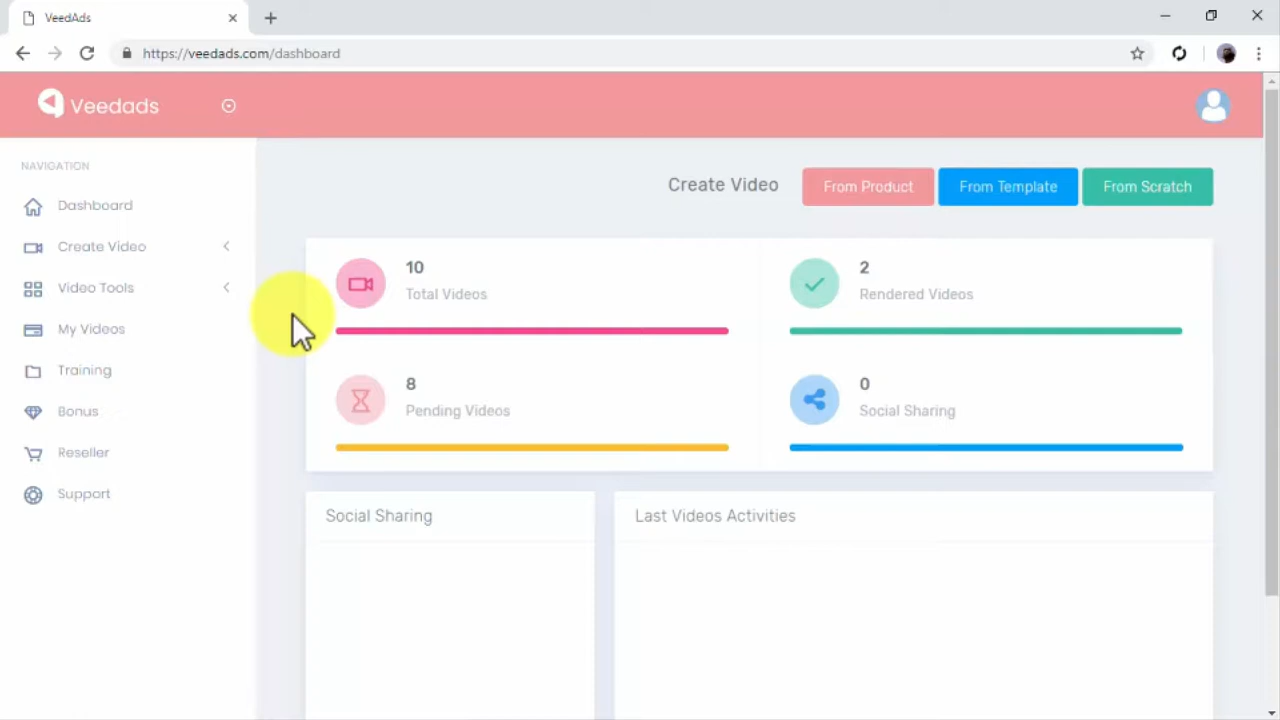 VeedAds
https://veedads.com/dashboard
Veedads
NAVIGATION
Dashboard
Create Video
Video Tools
My Videos
Training
Bonus
Reseller
Support
Create Video
From Product
From Template
From Scratch
10
Total Videos
2
Rendered Videos
8
Pending Videos
0
Social Sharing
Social Sharing
Last Videos Activities